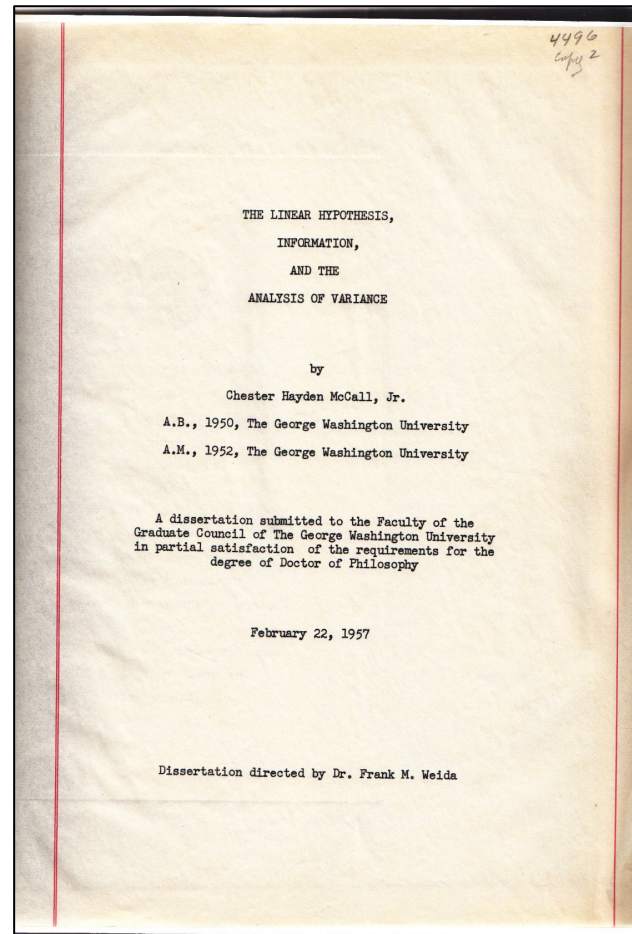 4496
Copy 2
THE LINEAR HYPOTHESIS,
INFORMATION,
AND THE
ANALYSIS OF VARIANCE
by
Chester Hayden McCall, Jr.
A.B., 1950, The George Washington University
A.M., 1952, The George Washington University
A dissertation submitted to the Faculty of the
Graduate Council of The George Washington University
in partial satisfaction of the requirements for the
degree of Doctor of Philosophy
February 22, 1957
Dissertation directed by Dr. Frank M. Weida